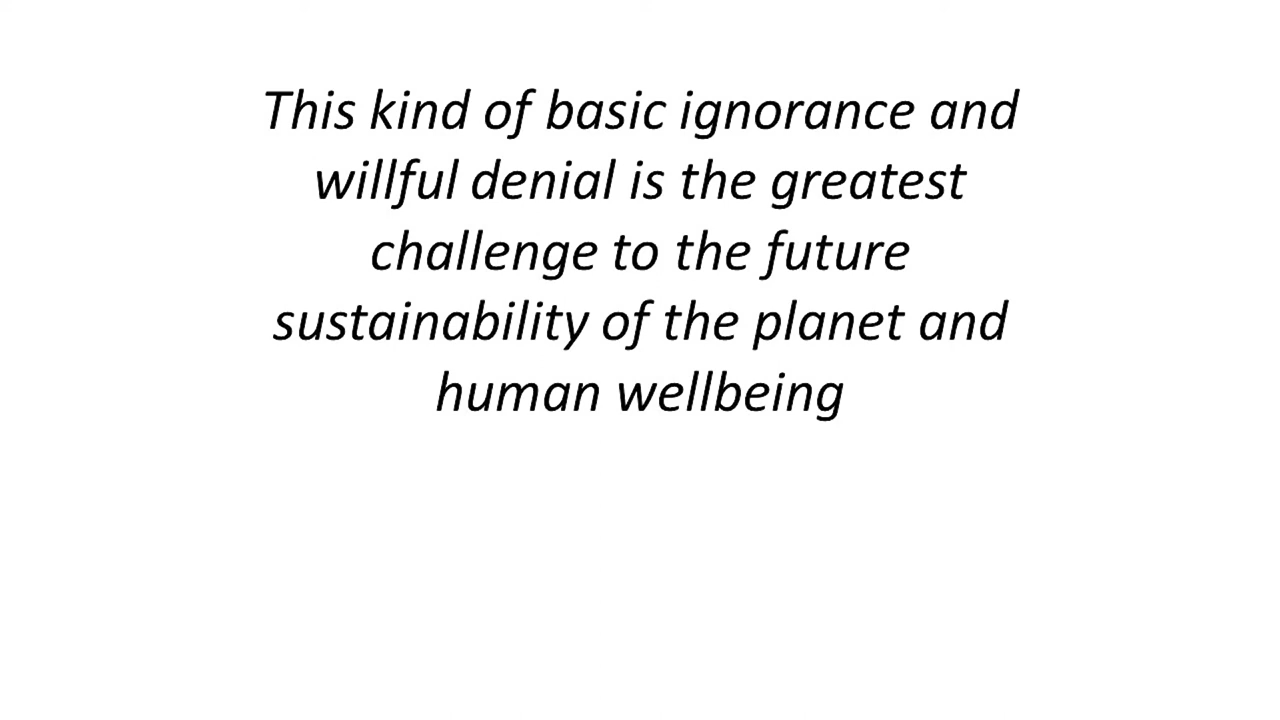 This kind of basic ignorance and
willful denial is the greatest
challenge to the future
sustainability of the planet and
human wellbeing